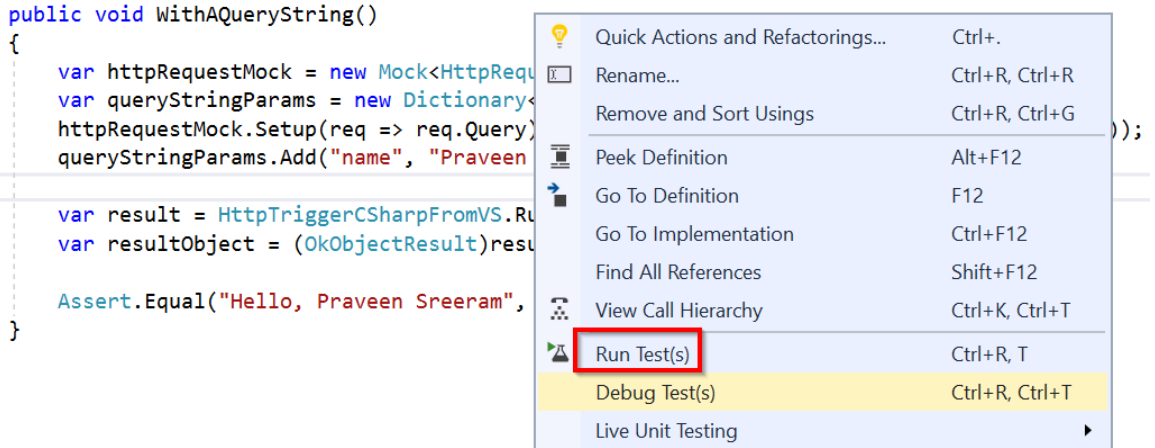 public void WithAQueryString()
{
var httpRequestMock = new Mock<HttpRequ
var queryStringParams = new Dictionary<
httpRequestMock.Setup(req => req.Query) ));
queryStringParams.Add("name", "Praveen
var result = HttpTriggerCSharpFromVS.Ru
var resultObject = (OkObjectResult)resu
Assert.Equal("Hello, Praveen Sreeram",
}
Quick Actions and Refactorings... Ctrl+.
Rename... Ctrl+R, Ctrl+R
Remove and Sort Usings Ctrl+R, Ctrl+G
Peek Definition Alt+F12
Go To Definition F12
Go To Implementation Ctrl+F12
Find All References Shift+F12
View Call Hierarchy Ctrl+K, Ctrl+T
Run Test(s) Ctrl+R, T
Debug Test(s) Ctrl+R, Ctrl+T
Live Unit Testing